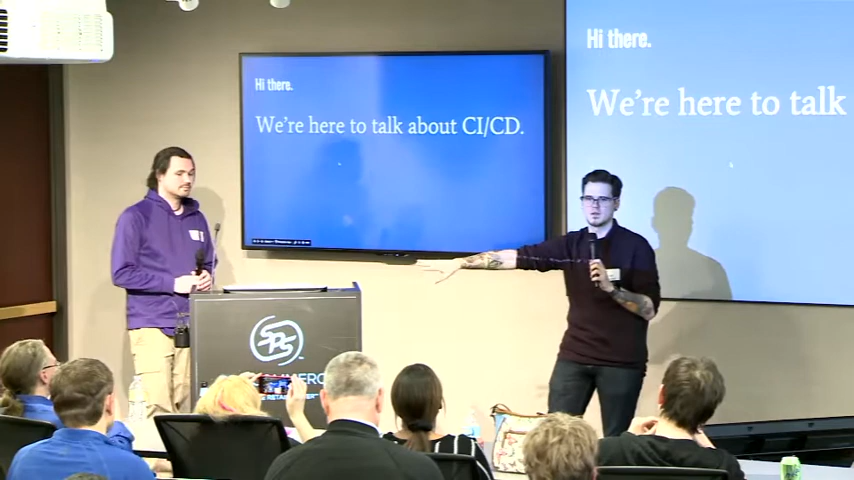 Hi there.
We're here to talk about CI/CD.
Hi there.
We're here to talk
SPS